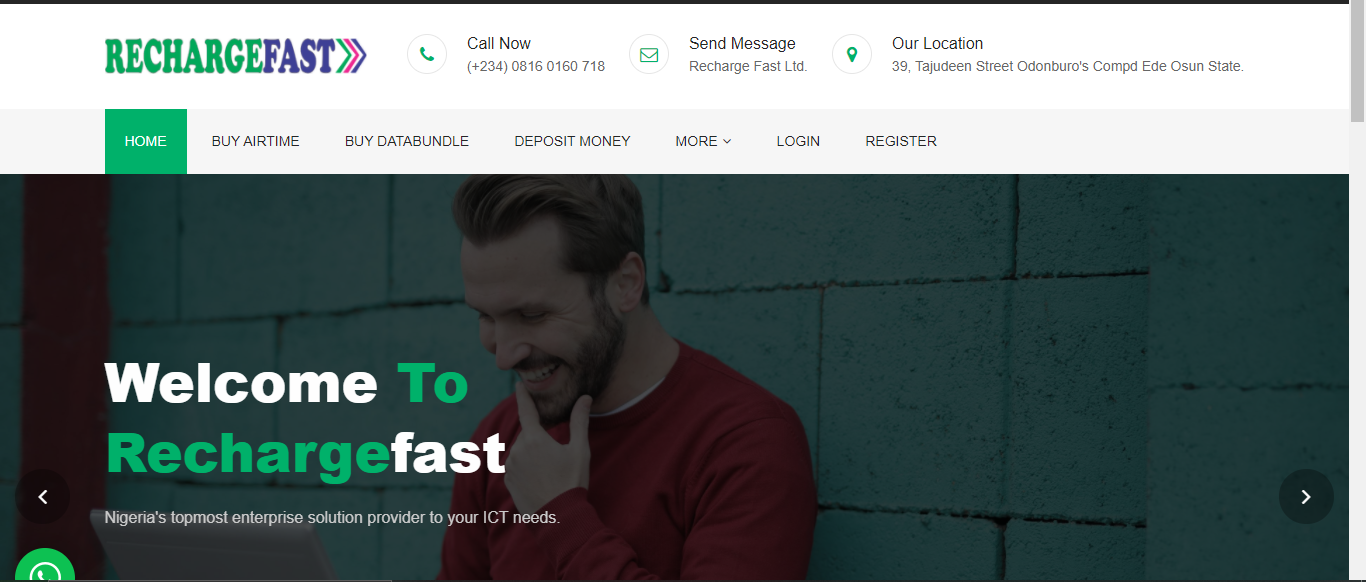 RECHARGEFAST
Call Now
(+234) 0816 0160 718
Send Message
Recharge Fast Ltd.
Our Location
39, Tajudeen Street Odonburo's Compd Ede Osun State.
HOME
BUY AIRTIME
BUY DATABUNDLE
DEPOSIT MONEY
MORE
LOGIN
REGISTER
Welcome To
Rechargefast
Nigeria's topmost enterprise solution provider to your ICT needs.